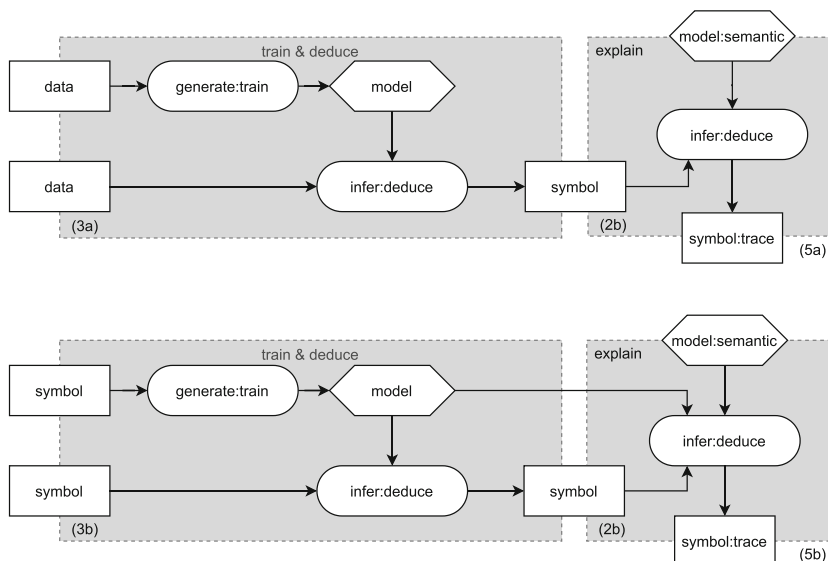 model:semantic
train & deduce
explain
data
generate:train
model
infer:deduce
data
infer:deduce
symbol
(3a)
(2b)
symbol:trace
(5a)
model:semantic
train & deduce
explain
symbol
generate:train
model
infer:deduce
symbol
infer:deduce
symbol
(3b)
(2b)
symbol:trace
(5b)